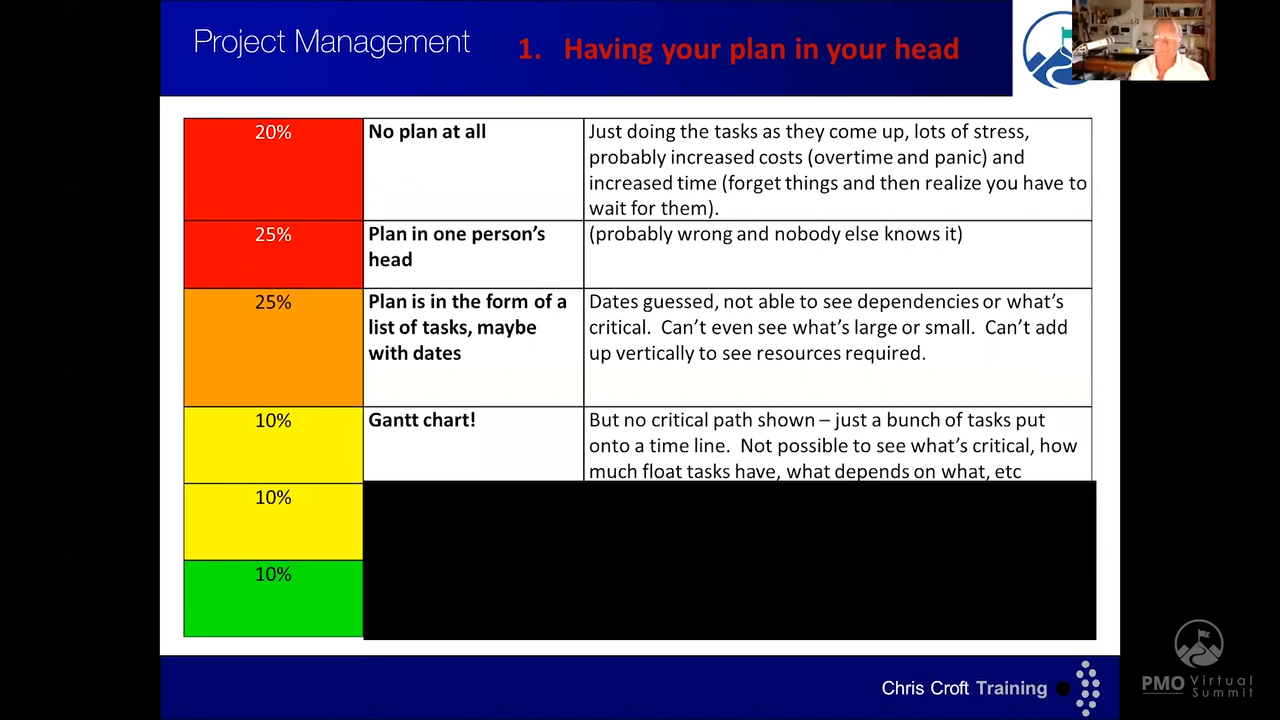 Project Management
1. Having your plan in your head
20%
No plan at all
Just doing the tasks as they come up, lots of stress,
probably increased costs (overtime and panic) and
increased time (forget things and then realize you have to
wait for them).
25%
Plan in one person's
head
(probably wrong and nobody else knows it)
25%
Plan is in the form of a
list of tasks, maybe
with dates
Dates guessed, not able to see dependencies or what's
critical. Can't even see what's large or small. Can't add
up vertically to see resources required.
10%
Gantt chart!
But no critical path shown – just a bunch of tasks put
onto a time line. Not possible to see what's critical, how
much float tasks have, what depends on what, etc
10%
10%
Chris Croft Training
PMO Virtual
Summit